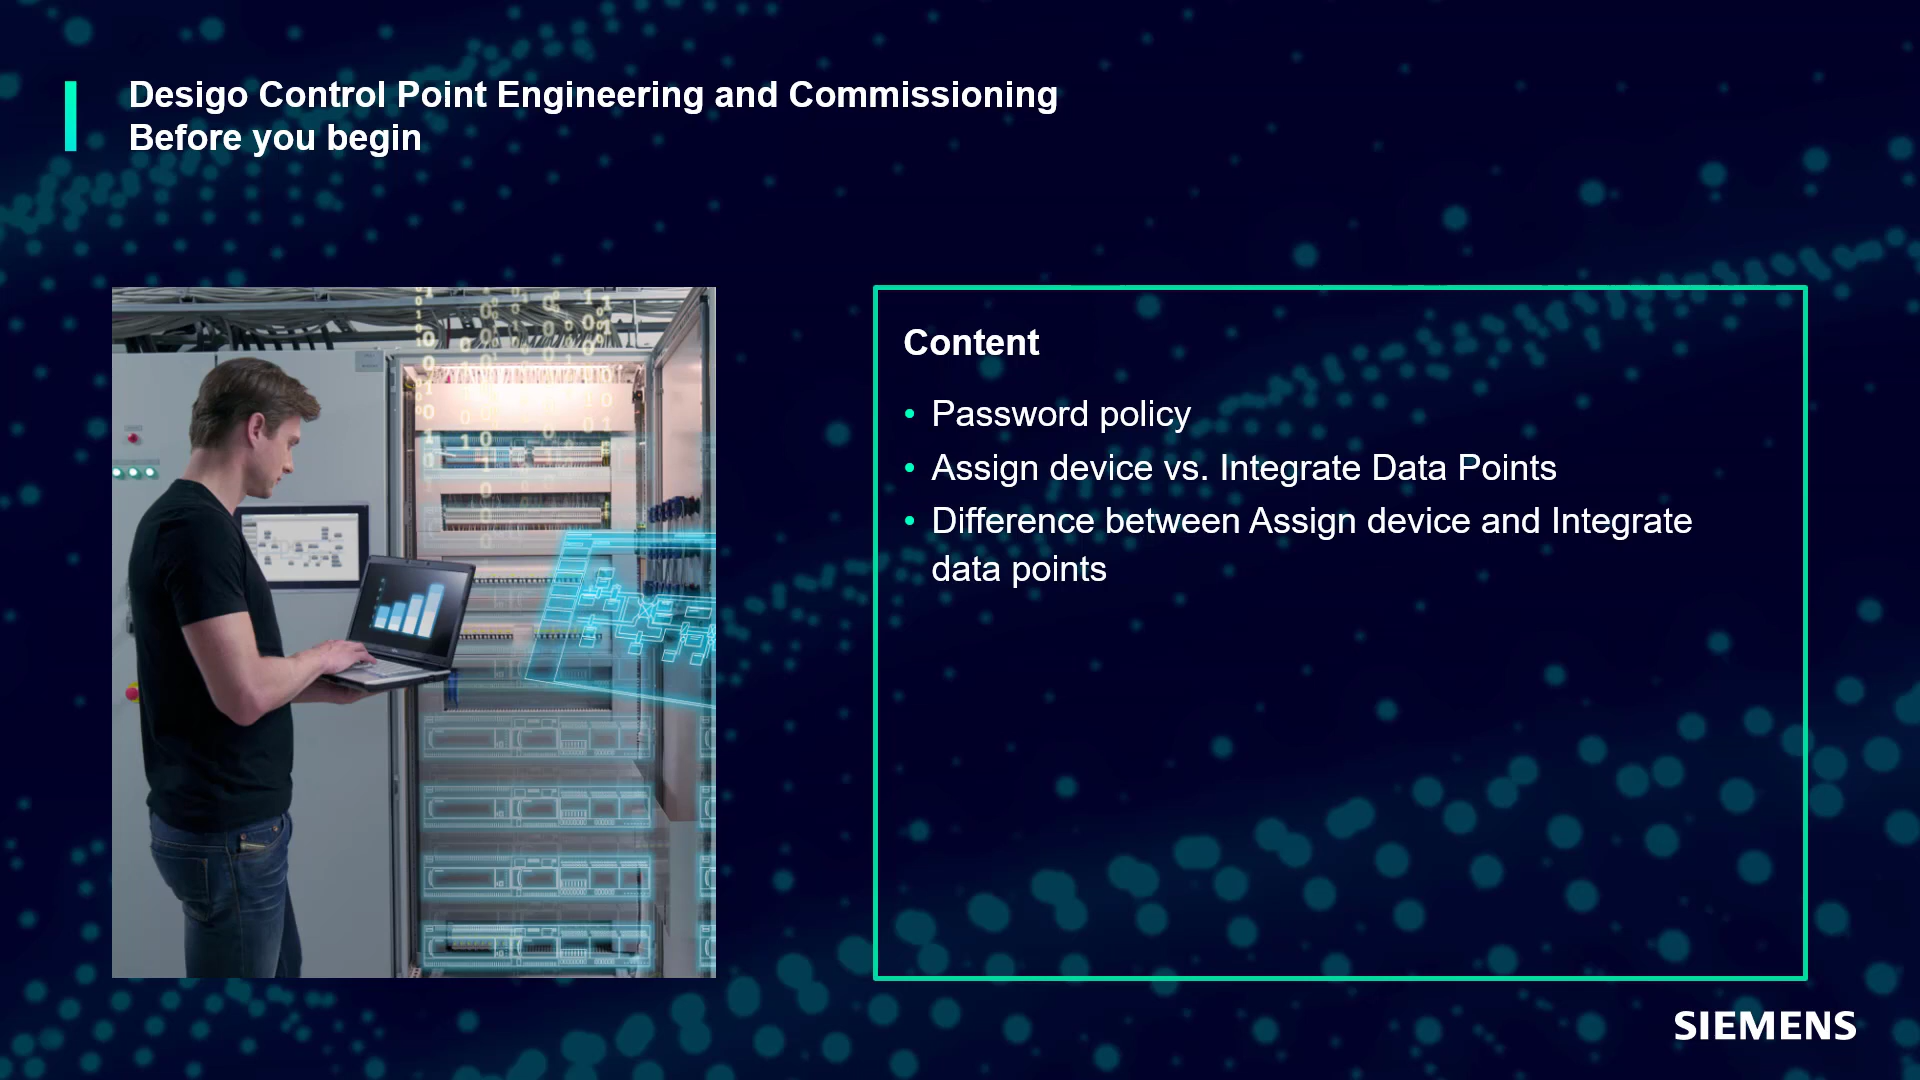 Desigo Control Point Engineering and Commissioning
Before you begin
Content
• Password policy
• Assign device vs. Integrate Data Points
• Difference between Assign device and Integrate
data points
SIEMENS